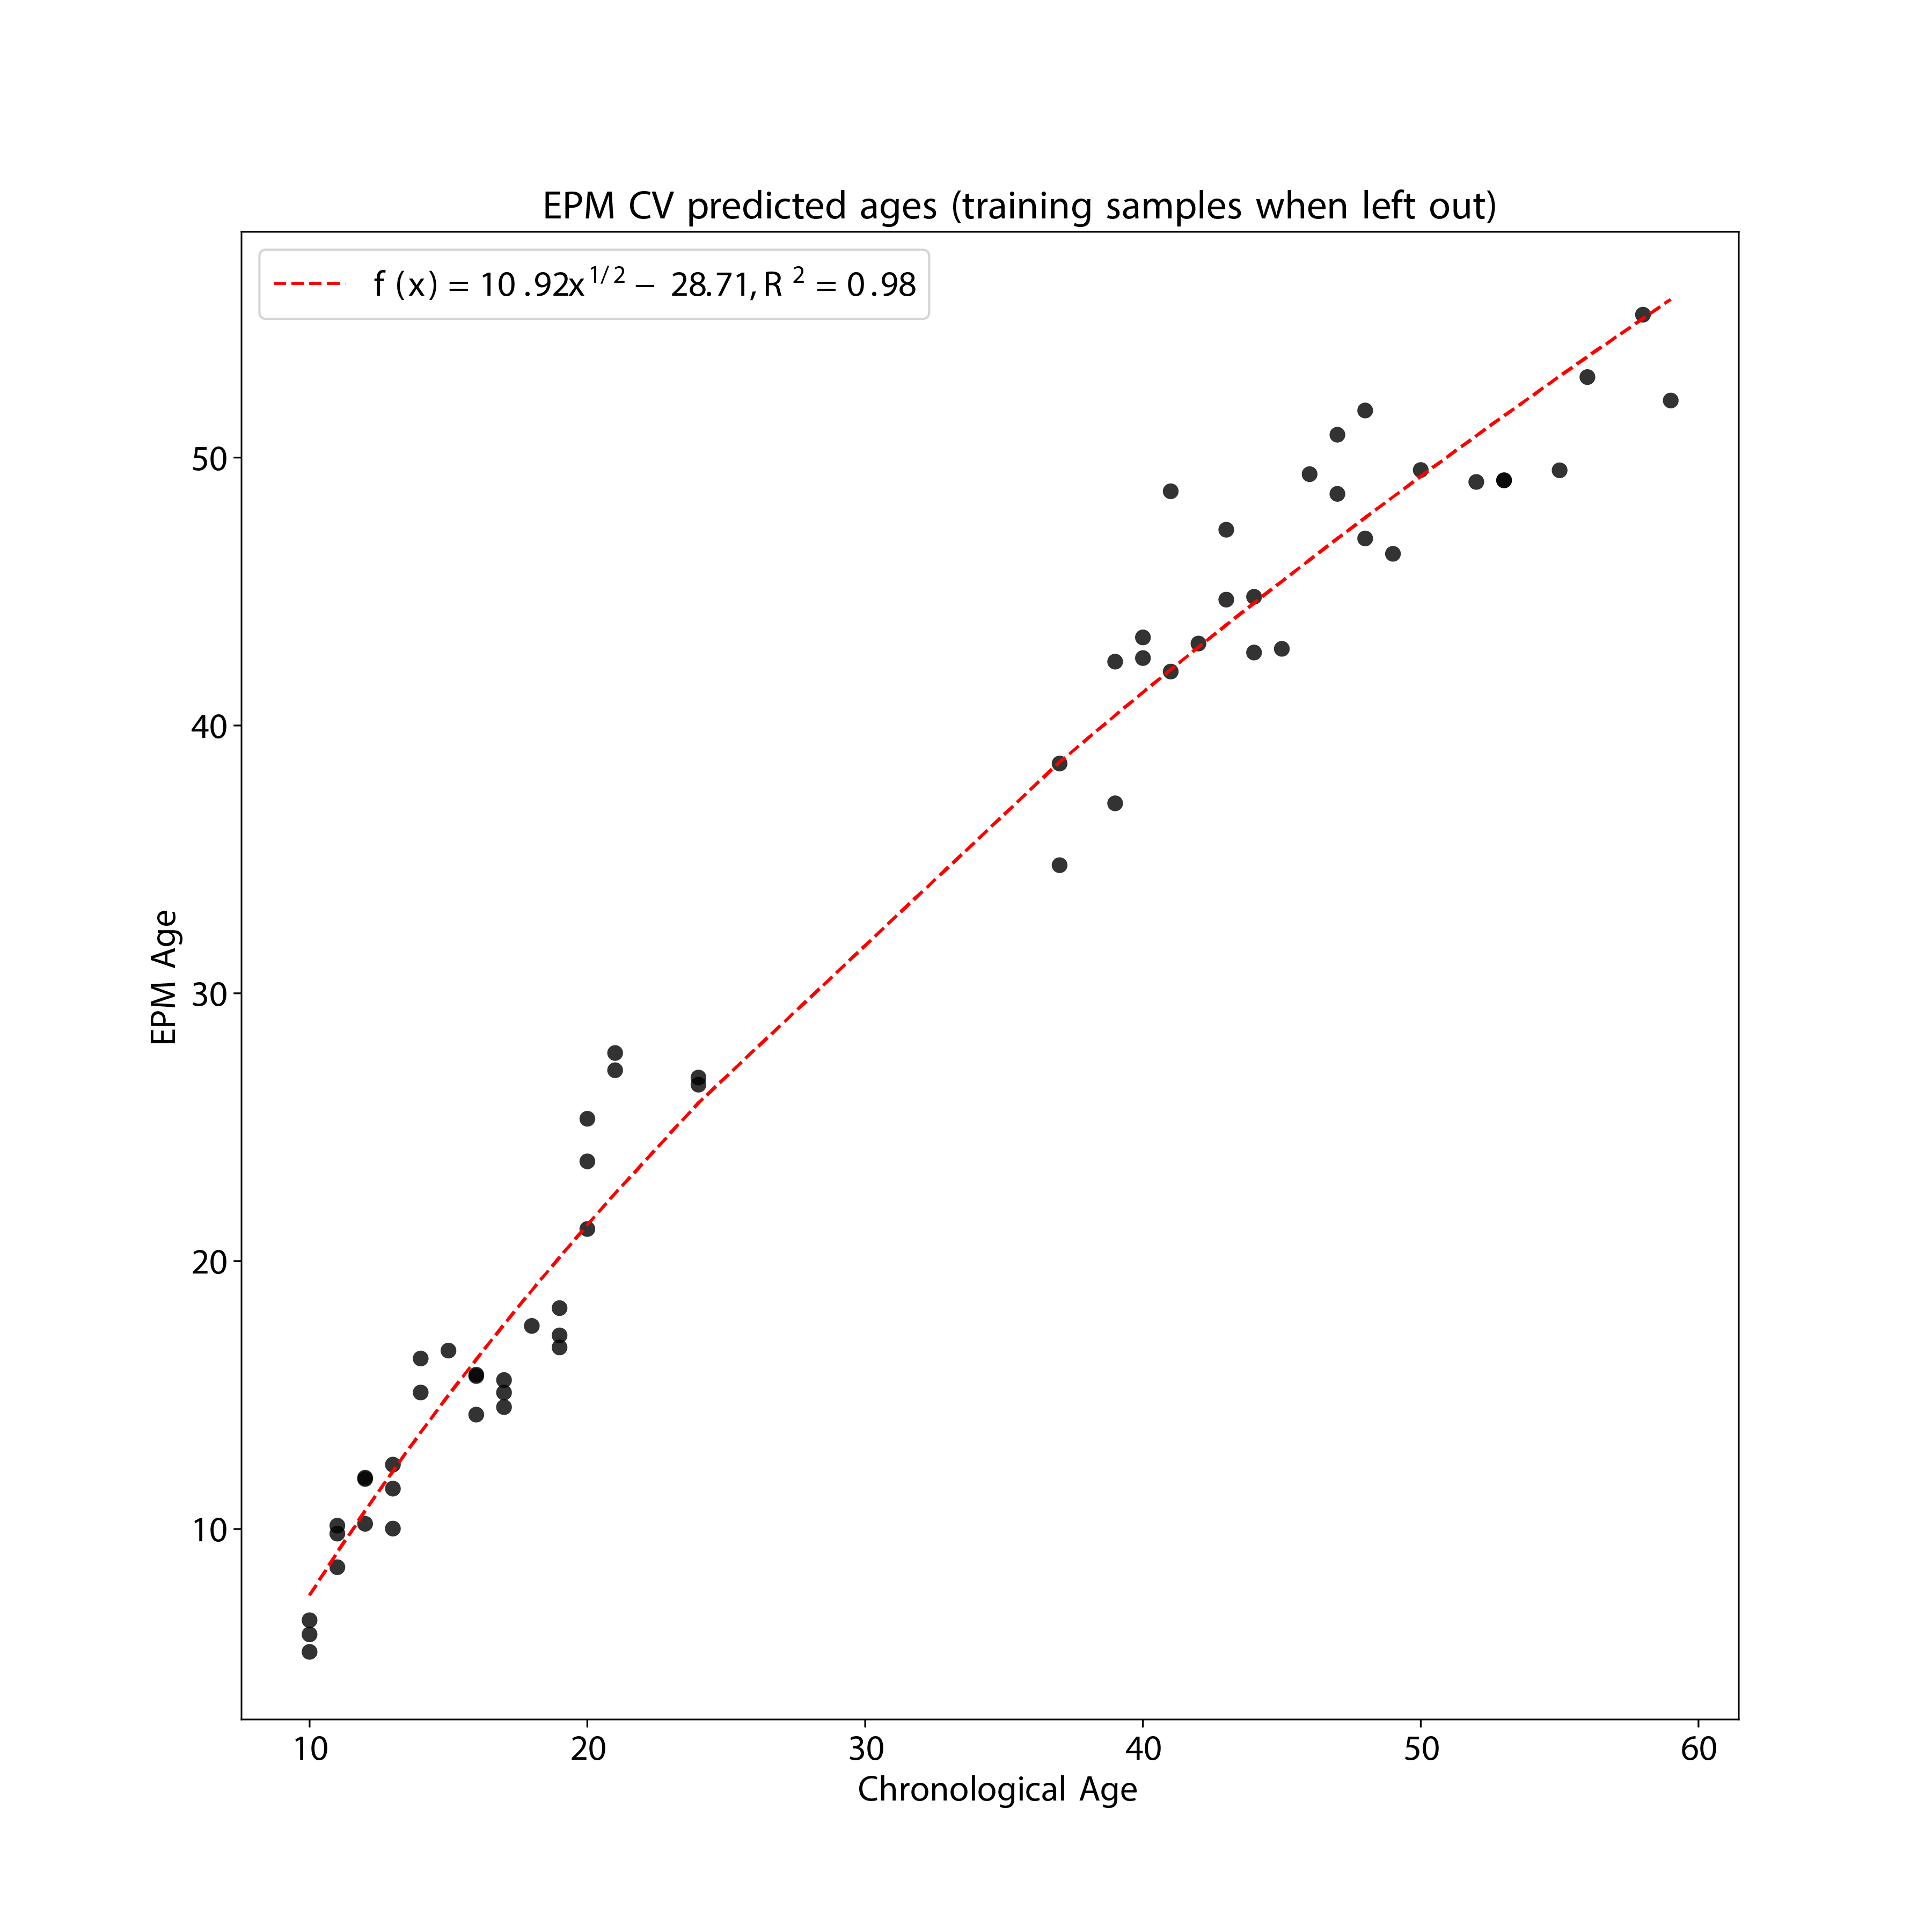 EPM CV predicted ages (training samples when left out)
f (x) = 10.92x^1/2 − 28.71, R^2 = 0.98
50
40
30
20
10
EPM Age
10 20 30 40 50 60
Chronological Age